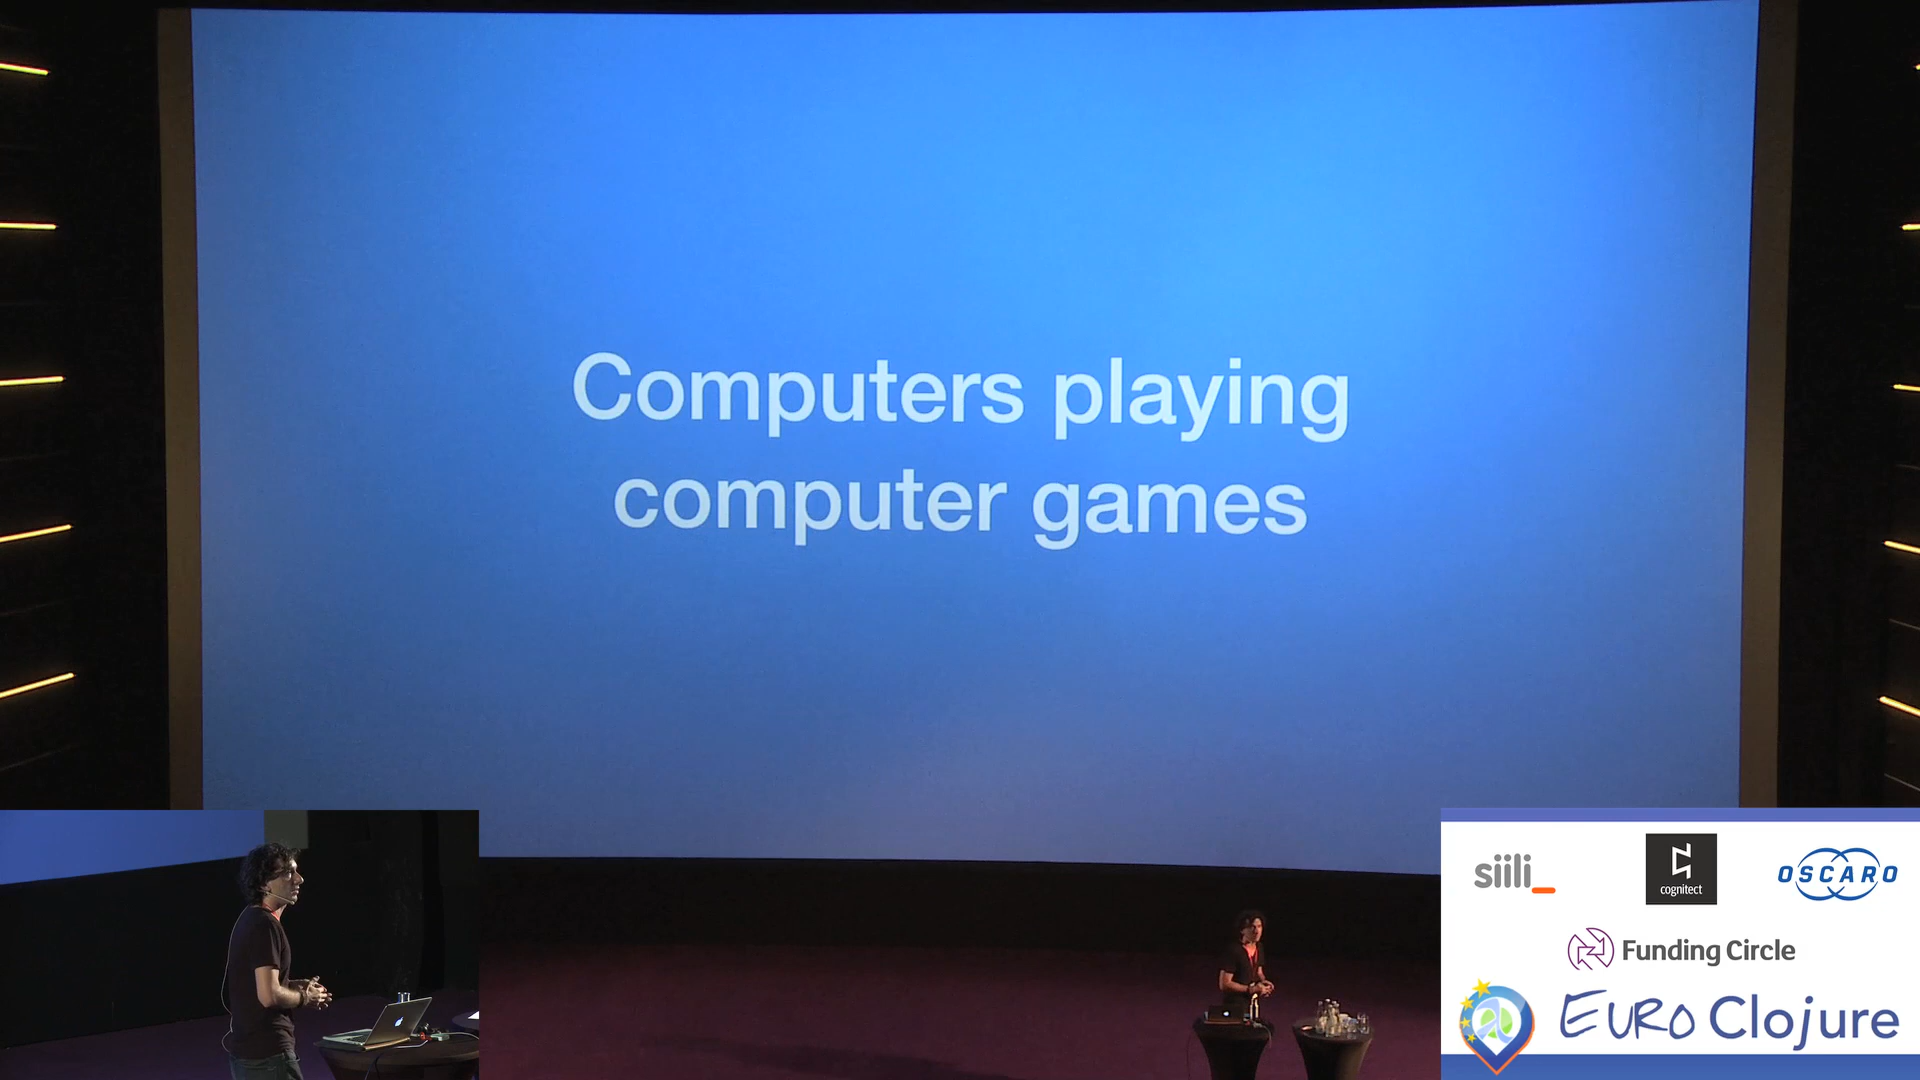 Computers playing
computer games
siili_
cognitect
OSCARO
Funding Circle
EURO Clojure